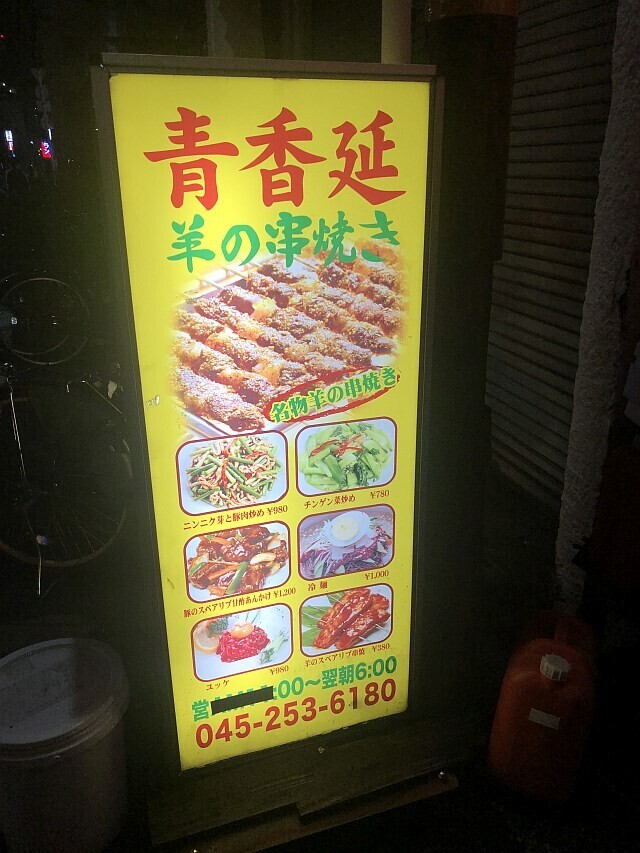 青香延
羊の串焼き
名物羊の串焼き
ニンニク芽と豚肉炒め ¥980
チンゲン菜炒め ¥780
豚のスペアリブ甘酢あんかけ ¥1,200
冷麺 ¥1,000
ユッケ ¥980
羊のスペアリブ串焼 ¥380
営 :00〜翌朝6:00
045-253-6180